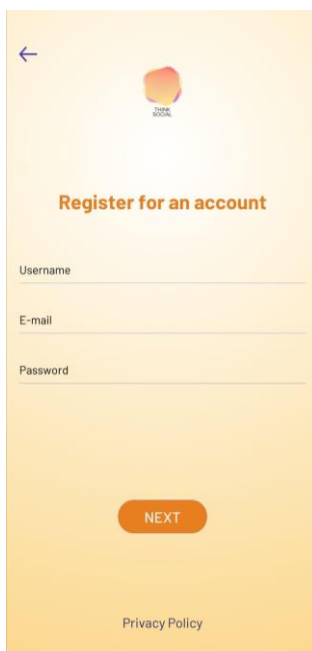 THINK
SOCIAL
Register for an account
Username
E-mail
Password
NEXT
Privacy Policy